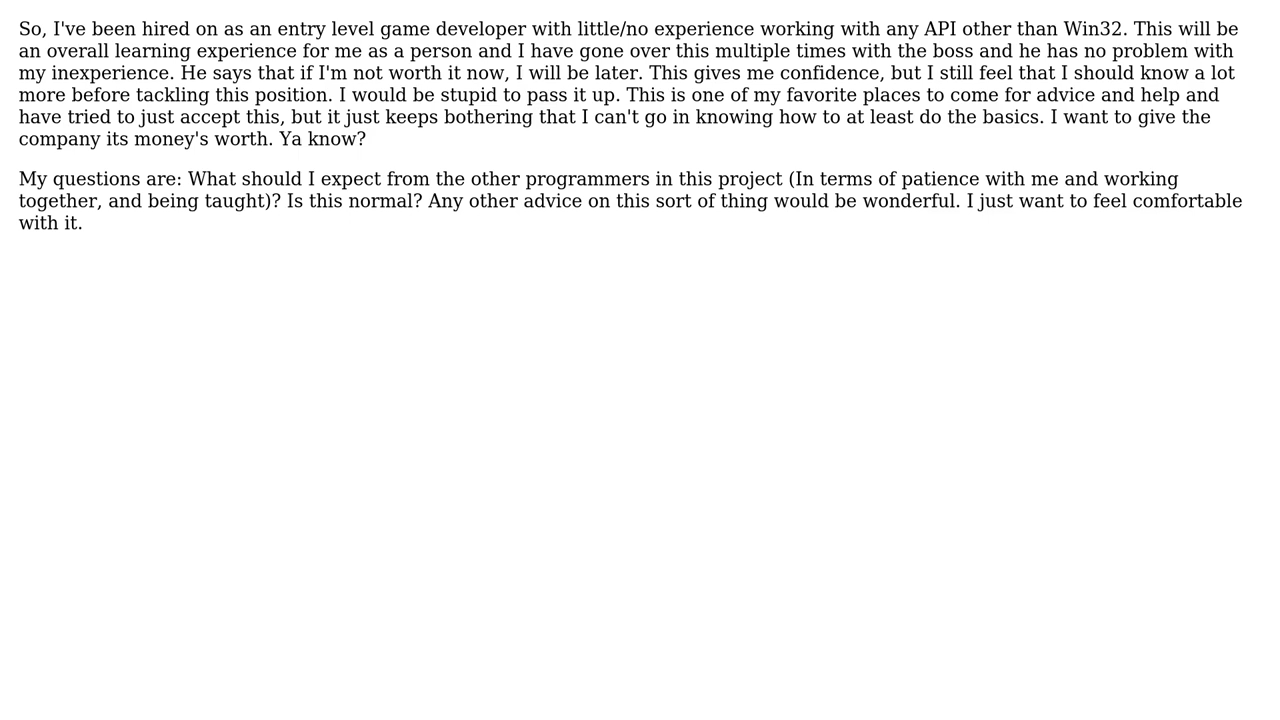 So, I've been hired on as an entry level game developer with little/no experience working with any API other than Win32. This will be
an overall learning experience for me as a person and I have gone over this multiple times with the boss and he has no problem with
my inexperience. He says that if I'm not worth it now, I will be later. This gives me confidence, but I still feel that I should know a lot
more before tackling this position. I would be stupid to pass it up. This is one of my favorite places to come for advice and help and
have tried to just accept this, but it just keeps bothering that I can't go in knowing how to at least do the basics. I want to give the
company its money's worth. Ya know?
My questions are: What should I expect from the other programmers in this project (In terms of patience with me and working
together, and being taught)? Is this normal? Any other advice on this sort of thing would be wonderful. I just want to feel comfortable
with it.